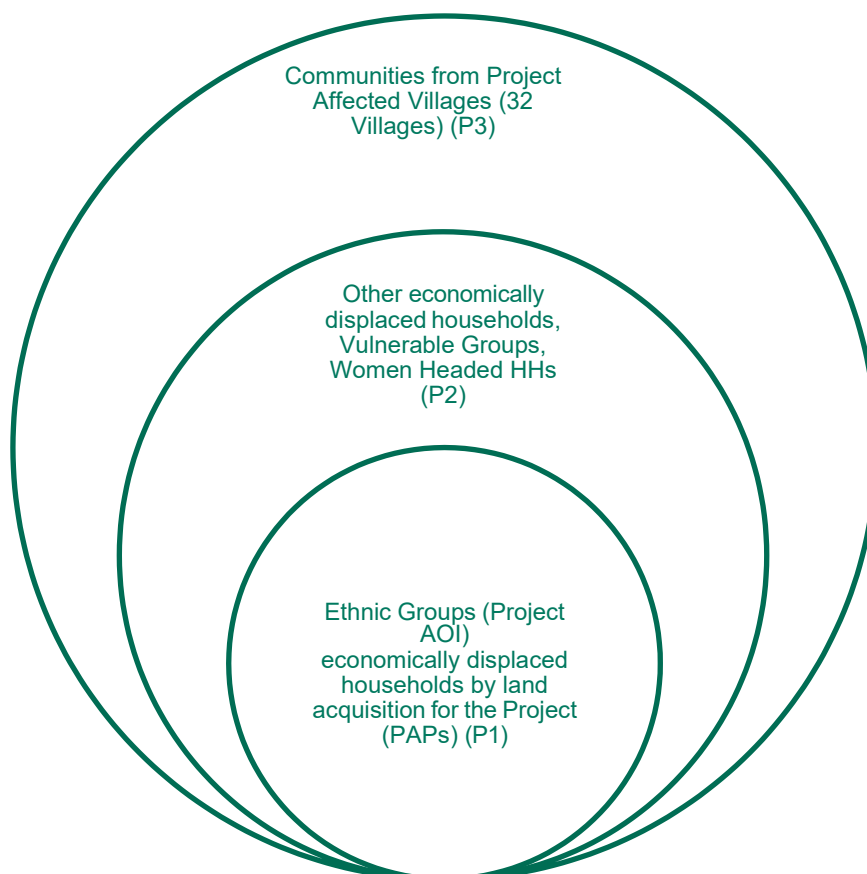 Communities from Project
Affected Villages (32
Villages) (P3)
Other economically
displaced households,
Vulnerable Groups,
Women Headed HHs
(P2)
Ethnic Groups (Project
AOI)
economically displaced
households by land
acquisition for the Project
(PAPs) (P1)